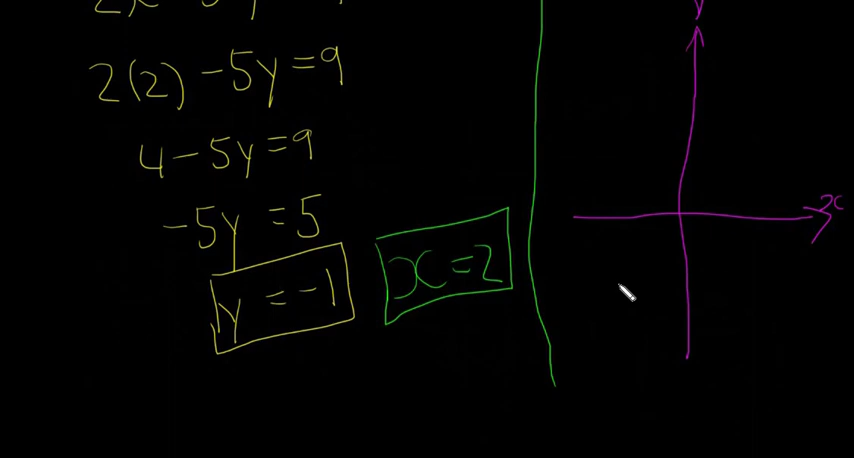 2(2) - 5y = 9
4 - 5y = 9
-5y = 5
y = -1
x = 2
y
x